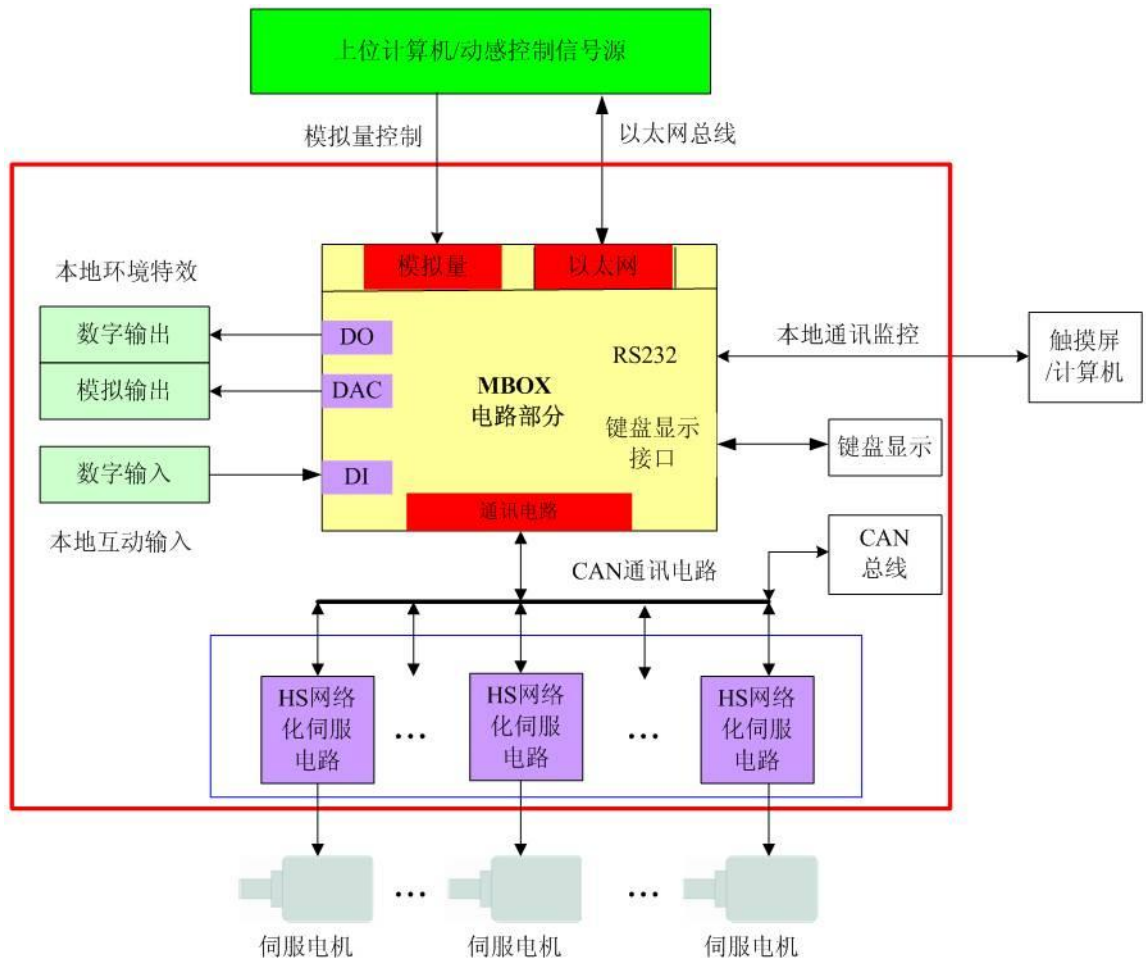 上位计算机/动感控制信号源
模拟量控制
以太网总线
模拟量
以太网
本地环境特效
数字输出
DO
RS232
本地通讯监控
触摸屏
/计算机
模拟输出
DAC
MBOX
电路部分
键盘显示
接口
键盘显示
数字输入
DI
通讯电路
本地互动输入
CAN通讯电路
CAN
总线
HS网络
化伺服
电路
...
HS网络
化伺服
电路
...
HS网络
化伺服
电路
...
...
伺服电机
伺服电机
伺服电机